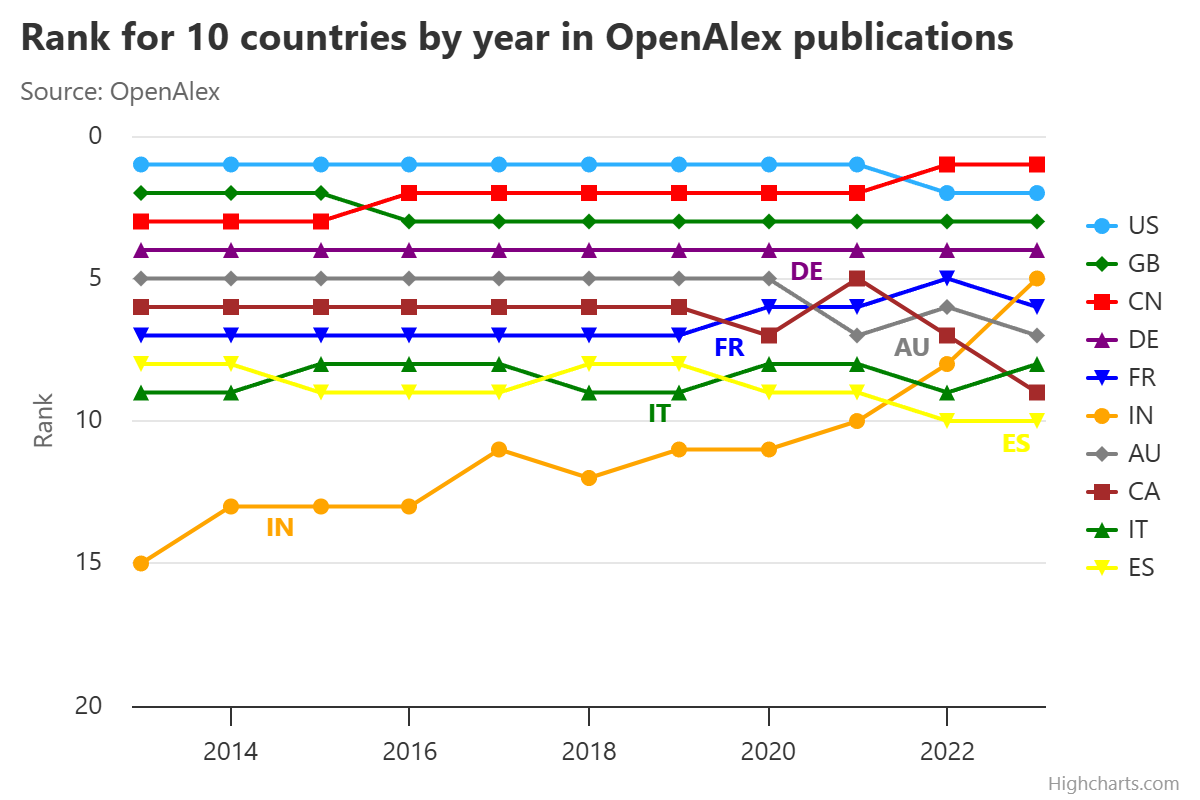 Rank for 10 countries by year in OpenAlex publications
Source: OpenAlex
0
5
10
15
20
Rank
DE
FR
AU
IT
ES
IN
2014
2016
2018
2020
2022
US
GB
CN
DE
FR
IN
AU
CA
IT
ES
Highcharts.com